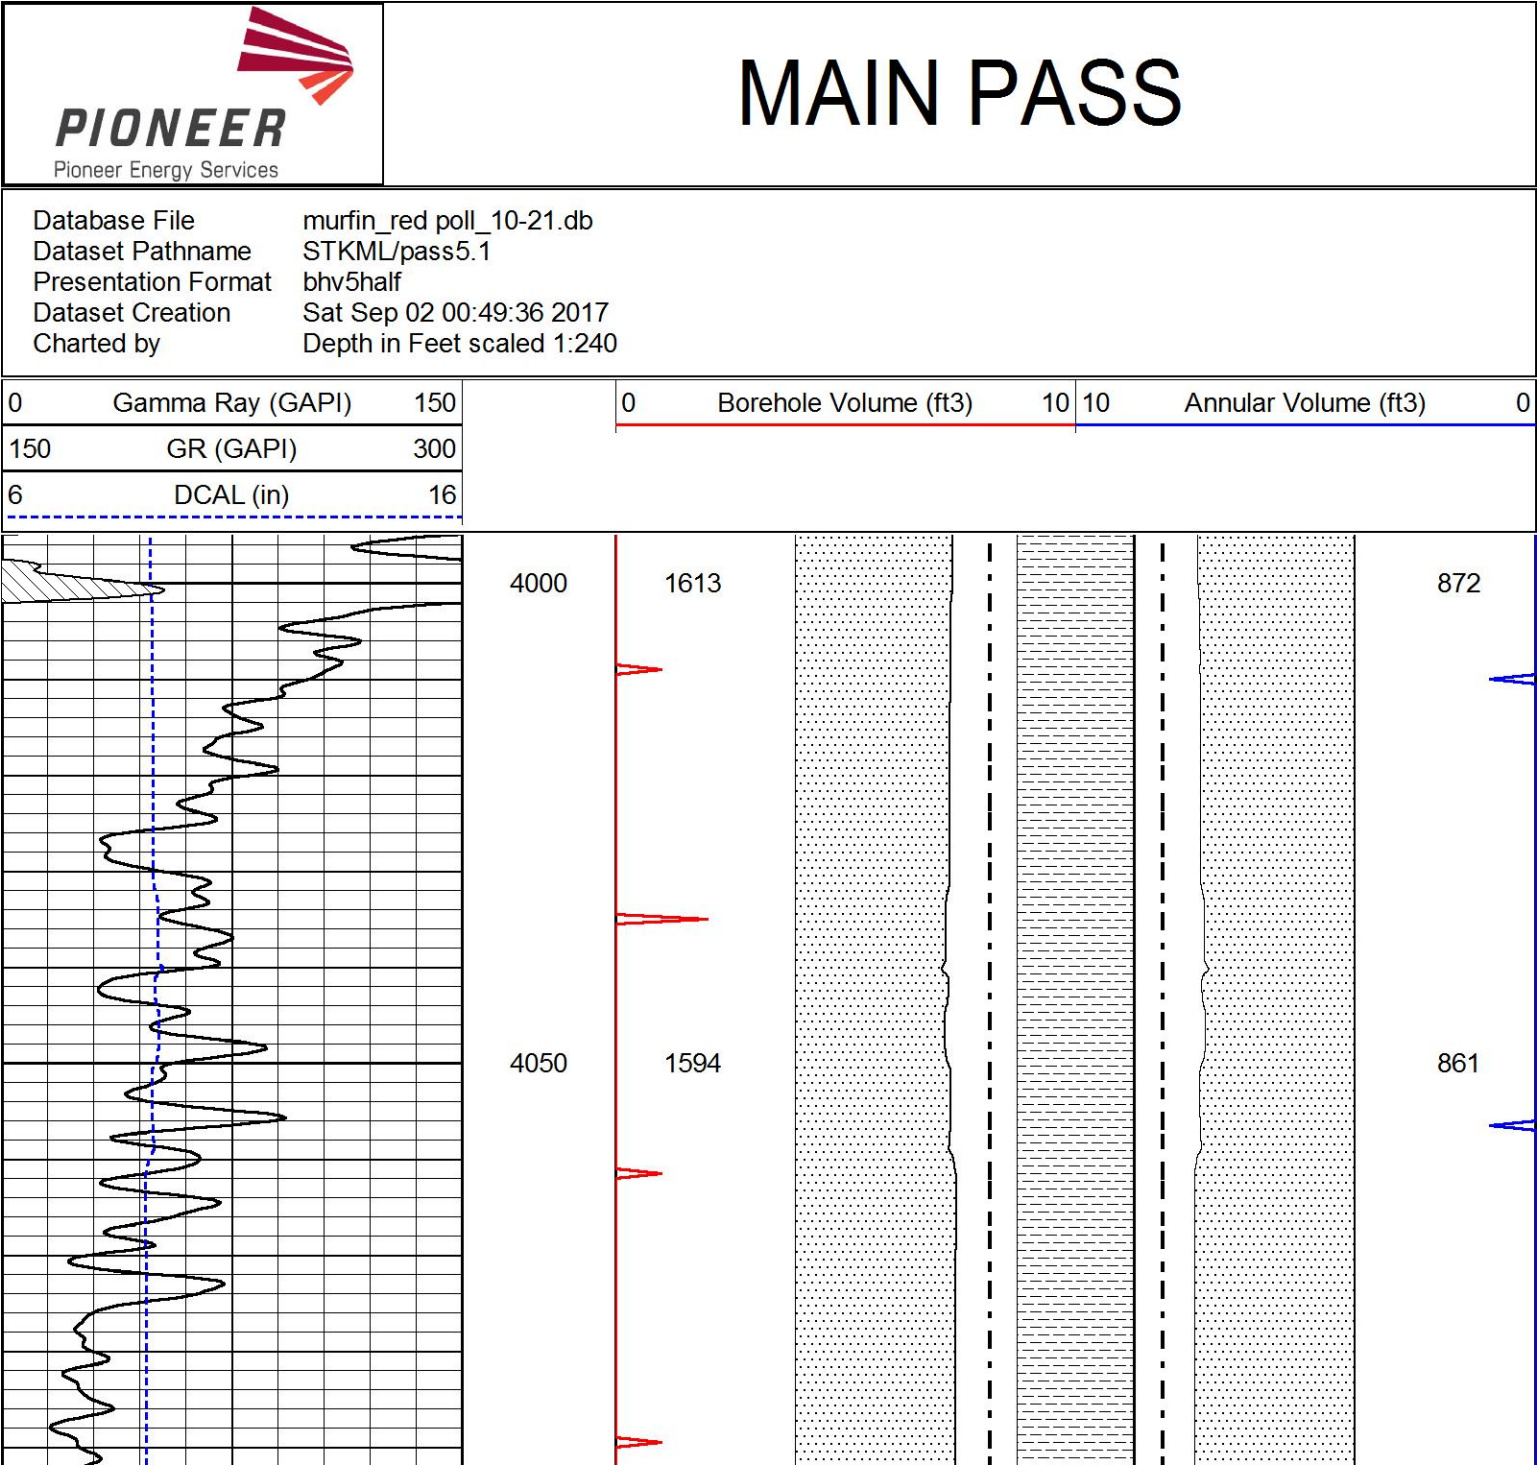 PIONEER
Pioneer Energy Services
MAIN PASS
Database File murfin_red poll_10-21.db
Dataset Pathname STKML/pass5.1
Presentation Format bhv5half
Dataset Creation Sat Sep 02 00:49:36 2017
Charted by Depth in Feet scaled 1:240
0 Gamma Ray (GAPI) 150 0 Borehole Volume (ft3) 10 10 Annular Volume (ft3) 0
150 GR (GAPI) 300
6 DCAL (in) 16
4000 1613 872
4050 1594 861